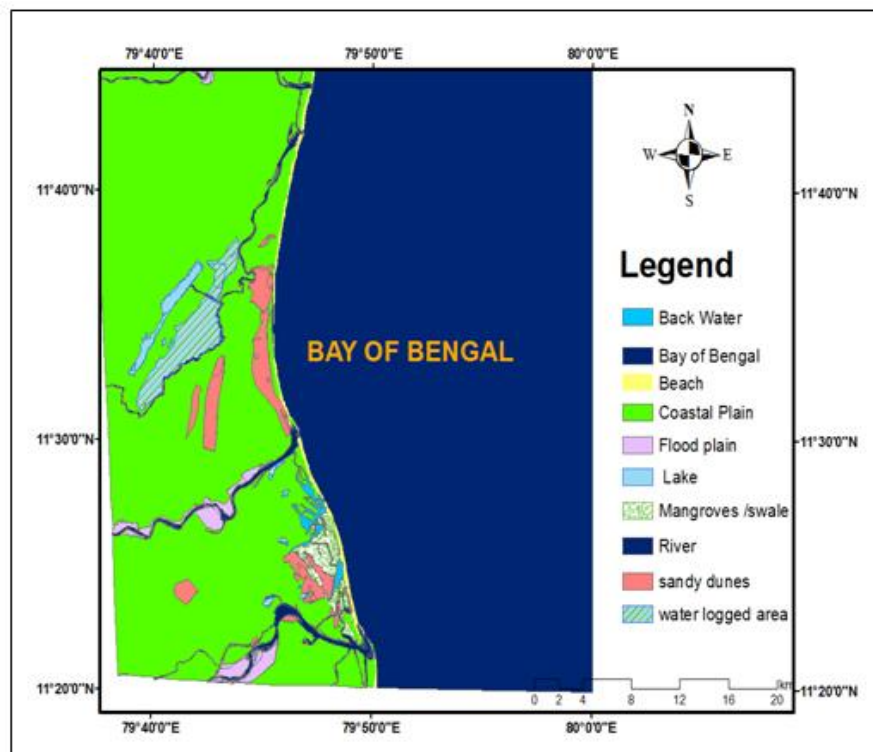 79°40'0"E 79°50'0"E 80°0'0"E
N
W E
S
11°40'0"N 11°40'0"N
Legend
Back Water
BAY OF BENGAL
Bay of Bengal
Beach
Coastal Plain
11°30'0"N 11°30'0"N
Flood plain
Lake
Mangroves /swale
River
sandy dunes
water logged area
11°20'0"N 11°20'0"N
0 2 4 8 12 16 20
km
79°40'0"E 79°50'0"E 80°0'0"E